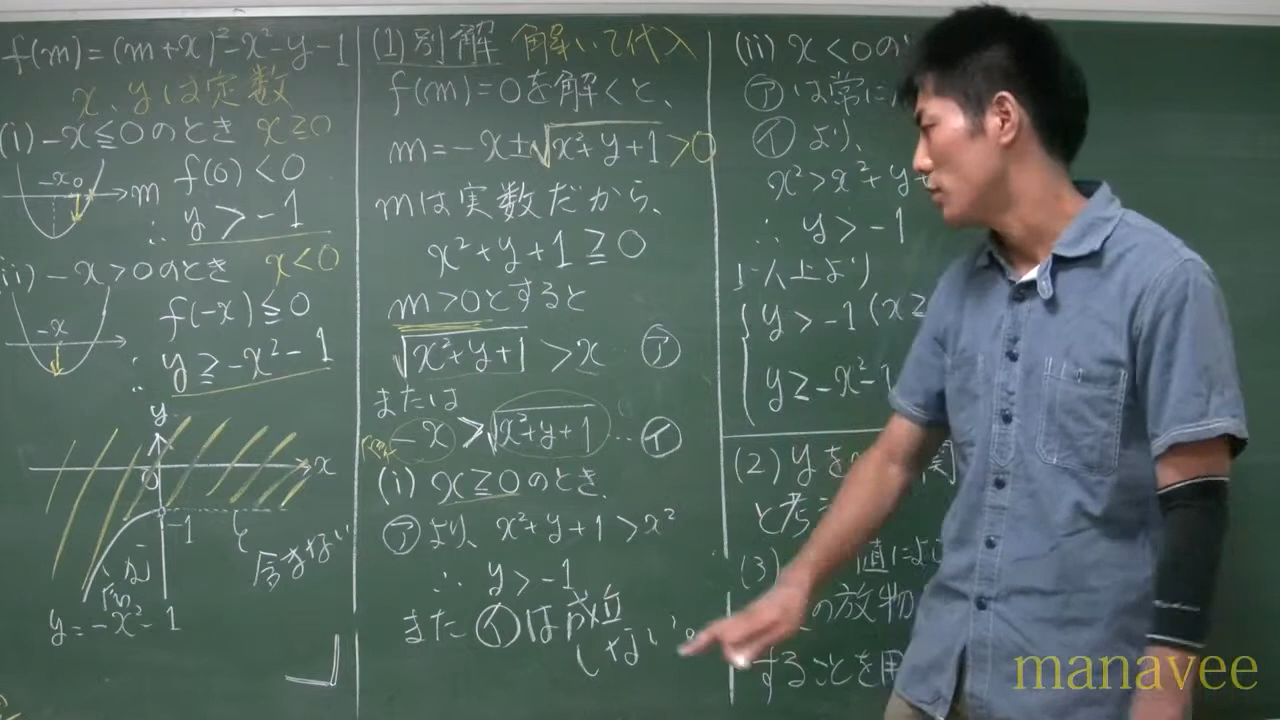 f(m)=(m+x)²-x²-y-1
x、yは実数
(i) -x≦0のとき x≥0
f(0)<0
∴ y>-1
-x 0 m
(ii) -x>0のとき x<0
f(-x)≦0
-x
∴ y≥-x²-1
y
0 x
-1
含まない
含む
y=-x²-1
(1)別解 解いて代入
f(m)=0を解くと、
m=-x±√x²+y+1 >0
mは実数だから、
x²+y+1≧0
m>0とすると
√x²+y+1 >x ㋐
または
-x >√x²+y+1 … ㋑
(i) x≧0のとき、
㋐より、x²+y+1>x²
∴ y>-1
また㋑は成立
しない。
(ii) x<0の
㋐は常に
㋑より、
x²>x²+y+
∴ y>-1
以上より
y>-1 (x≥
y≥-x²-1
(2) yを 関
と考
(3) 値によ
の放物
することを用
manavee